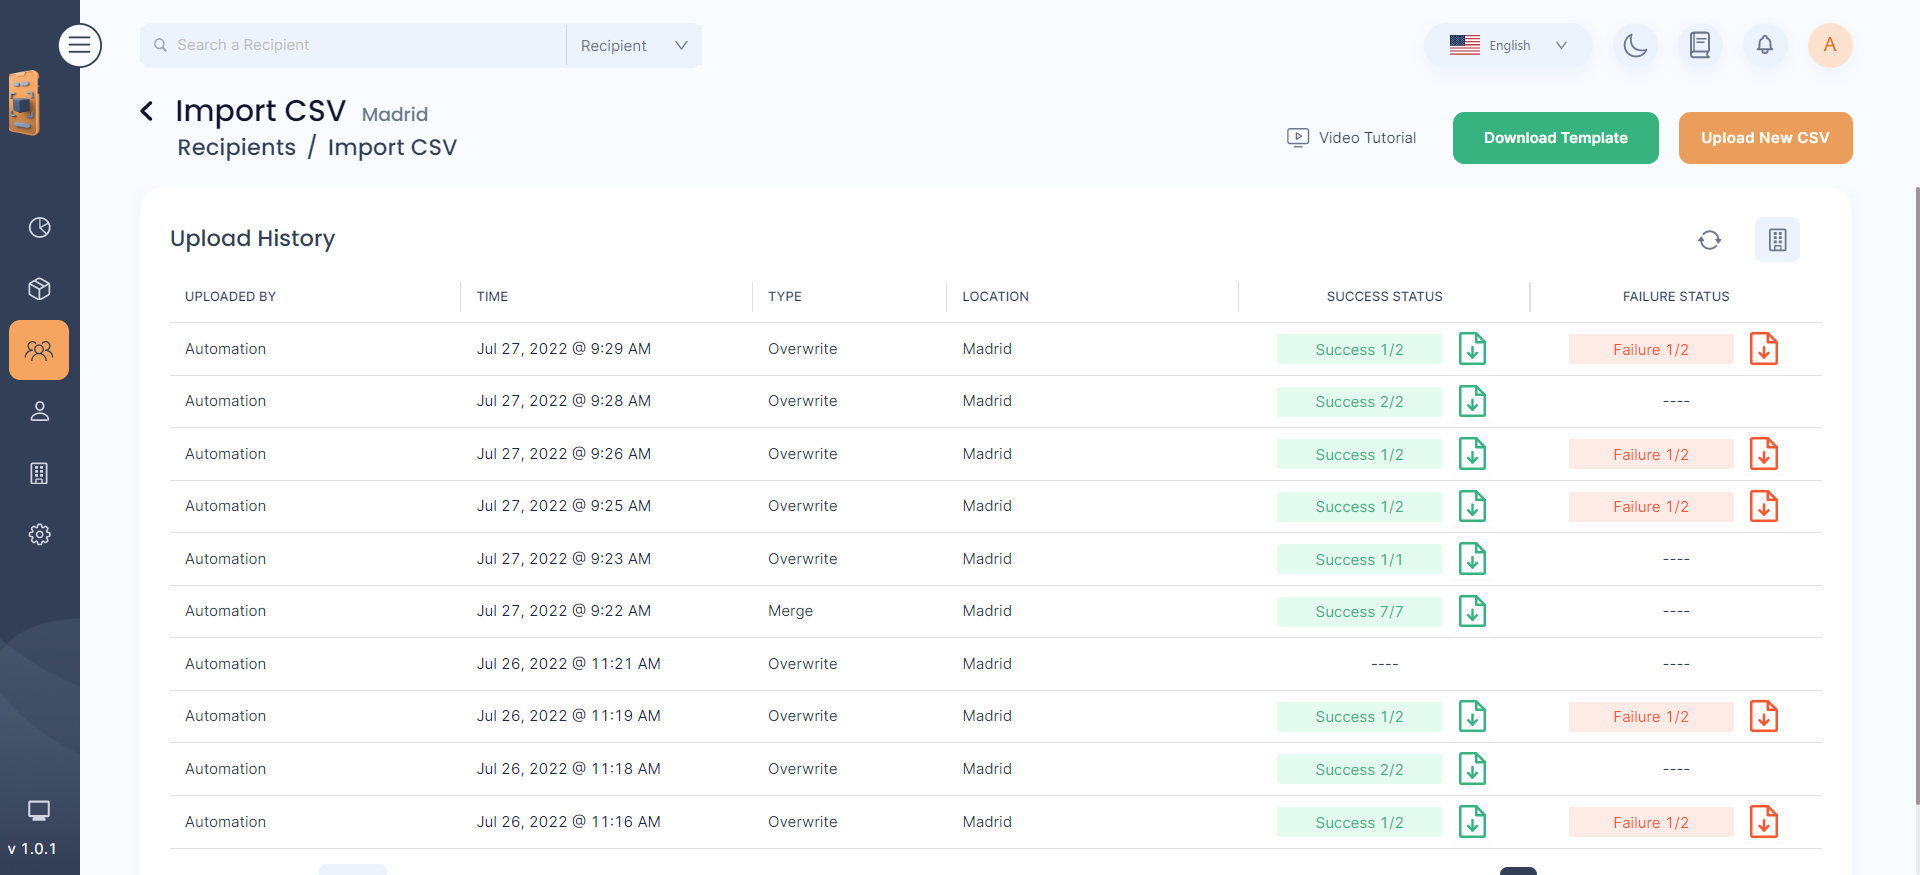 Search a Recipient
Recipient
English
A
Import CSV Madrid
Recipients / Import CSV
Video Tutorial
Download Template
Upload New CSV
Upload History
UPLOADED BY TIME TYPE LOCATION SUCCESS STATUS FAILURE STATUS
Automation Jul 27, 2022 @ 9:29 AM Overwrite Madrid Success 1/2 Failure 1/2
Automation Jul 27, 2022 @ 9:28 AM Overwrite Madrid Success 2/2 ----
Automation Jul 27, 2022 @ 9:26 AM Overwrite Madrid Success 1/2 Failure 1/2
Automation Jul 27, 2022 @ 9:25 AM Overwrite Madrid Success 1/2 Failure 1/2
Automation Jul 27, 2022 @ 9:23 AM Overwrite Madrid Success 1/1 ----
Automation Jul 27, 2022 @ 9:22 AM Merge Madrid Success 7/7 ----
Automation Jul 26, 2022 @ 11:21 AM Overwrite Madrid ---- ----
Automation Jul 26, 2022 @ 11:19 AM Overwrite Madrid Success 1/2 Failure 1/2
Automation Jul 26, 2022 @ 11:18 AM Overwrite Madrid Success 2/2 ----
Automation Jul 26, 2022 @ 11:16 AM Overwrite Madrid Success 1/2 Failure 1/2
v 1.0.1